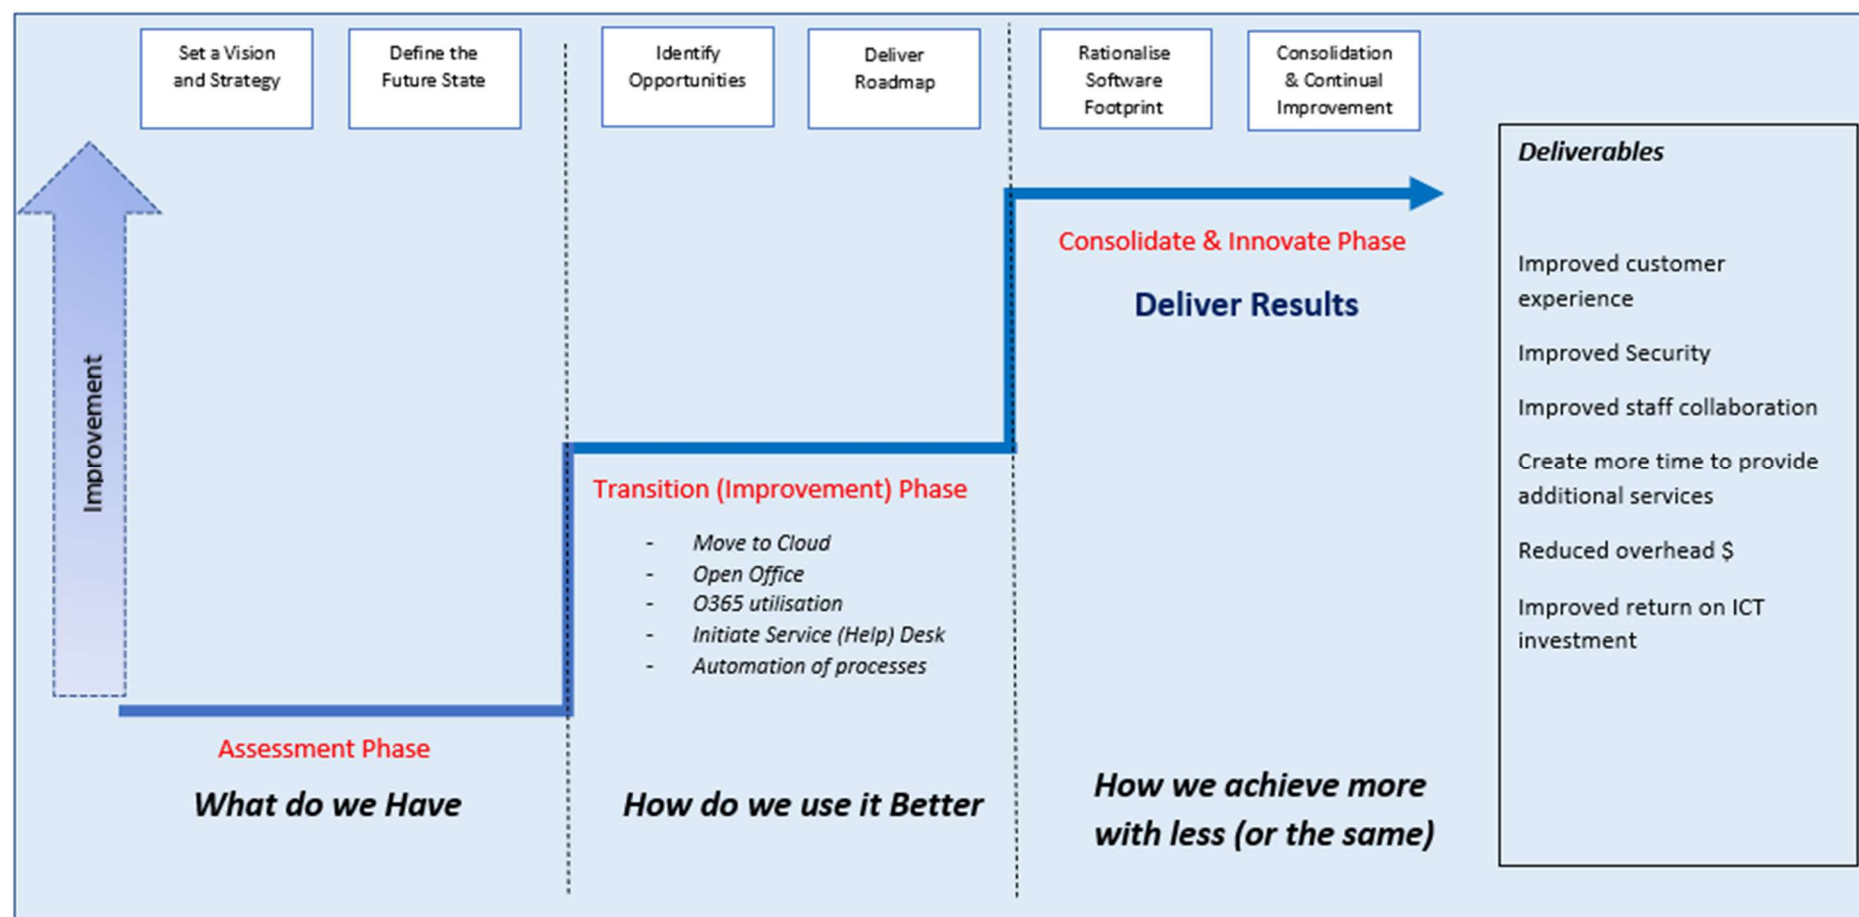 Set a Vision
and Strategy
Define the
Future State
Identify
Opportunities
Deliver
Roadmap
Rationalise
Software
Footprint
Consolidation
& Continual
Improvement
Improvement
Assessment Phase
What do we Have
Transition (Improvement) Phase
- Move to Cloud
- Open Office
- O365 utilisation
- Initiate Service (Help) Desk
- Automation of processes
How do we use it Better
Consolidate & Innovate Phase
Deliver Results
How we achieve more
with less (or the same)
Deliverables
Improved customer
experience
Improved Security
Improved staff collaboration
Create more time to provide
additional services
Reduced overhead $
Improved return on ICT
investment